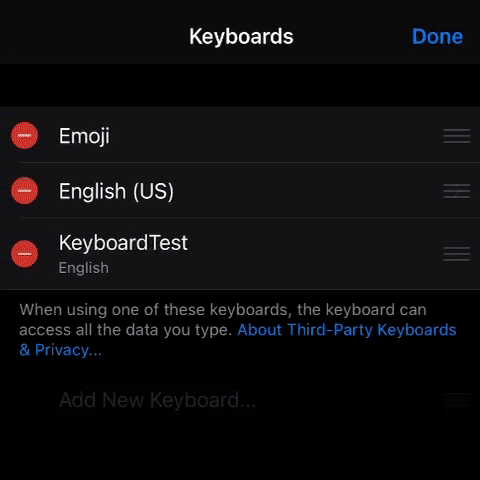 Keyboards
Done
Emoji
English (US)
KeyboardTest
English
When using one of these keyboards, the keyboard can
access all the data you type. About Third-Party Keyboards
& Privacy...
Add New Keyboard...